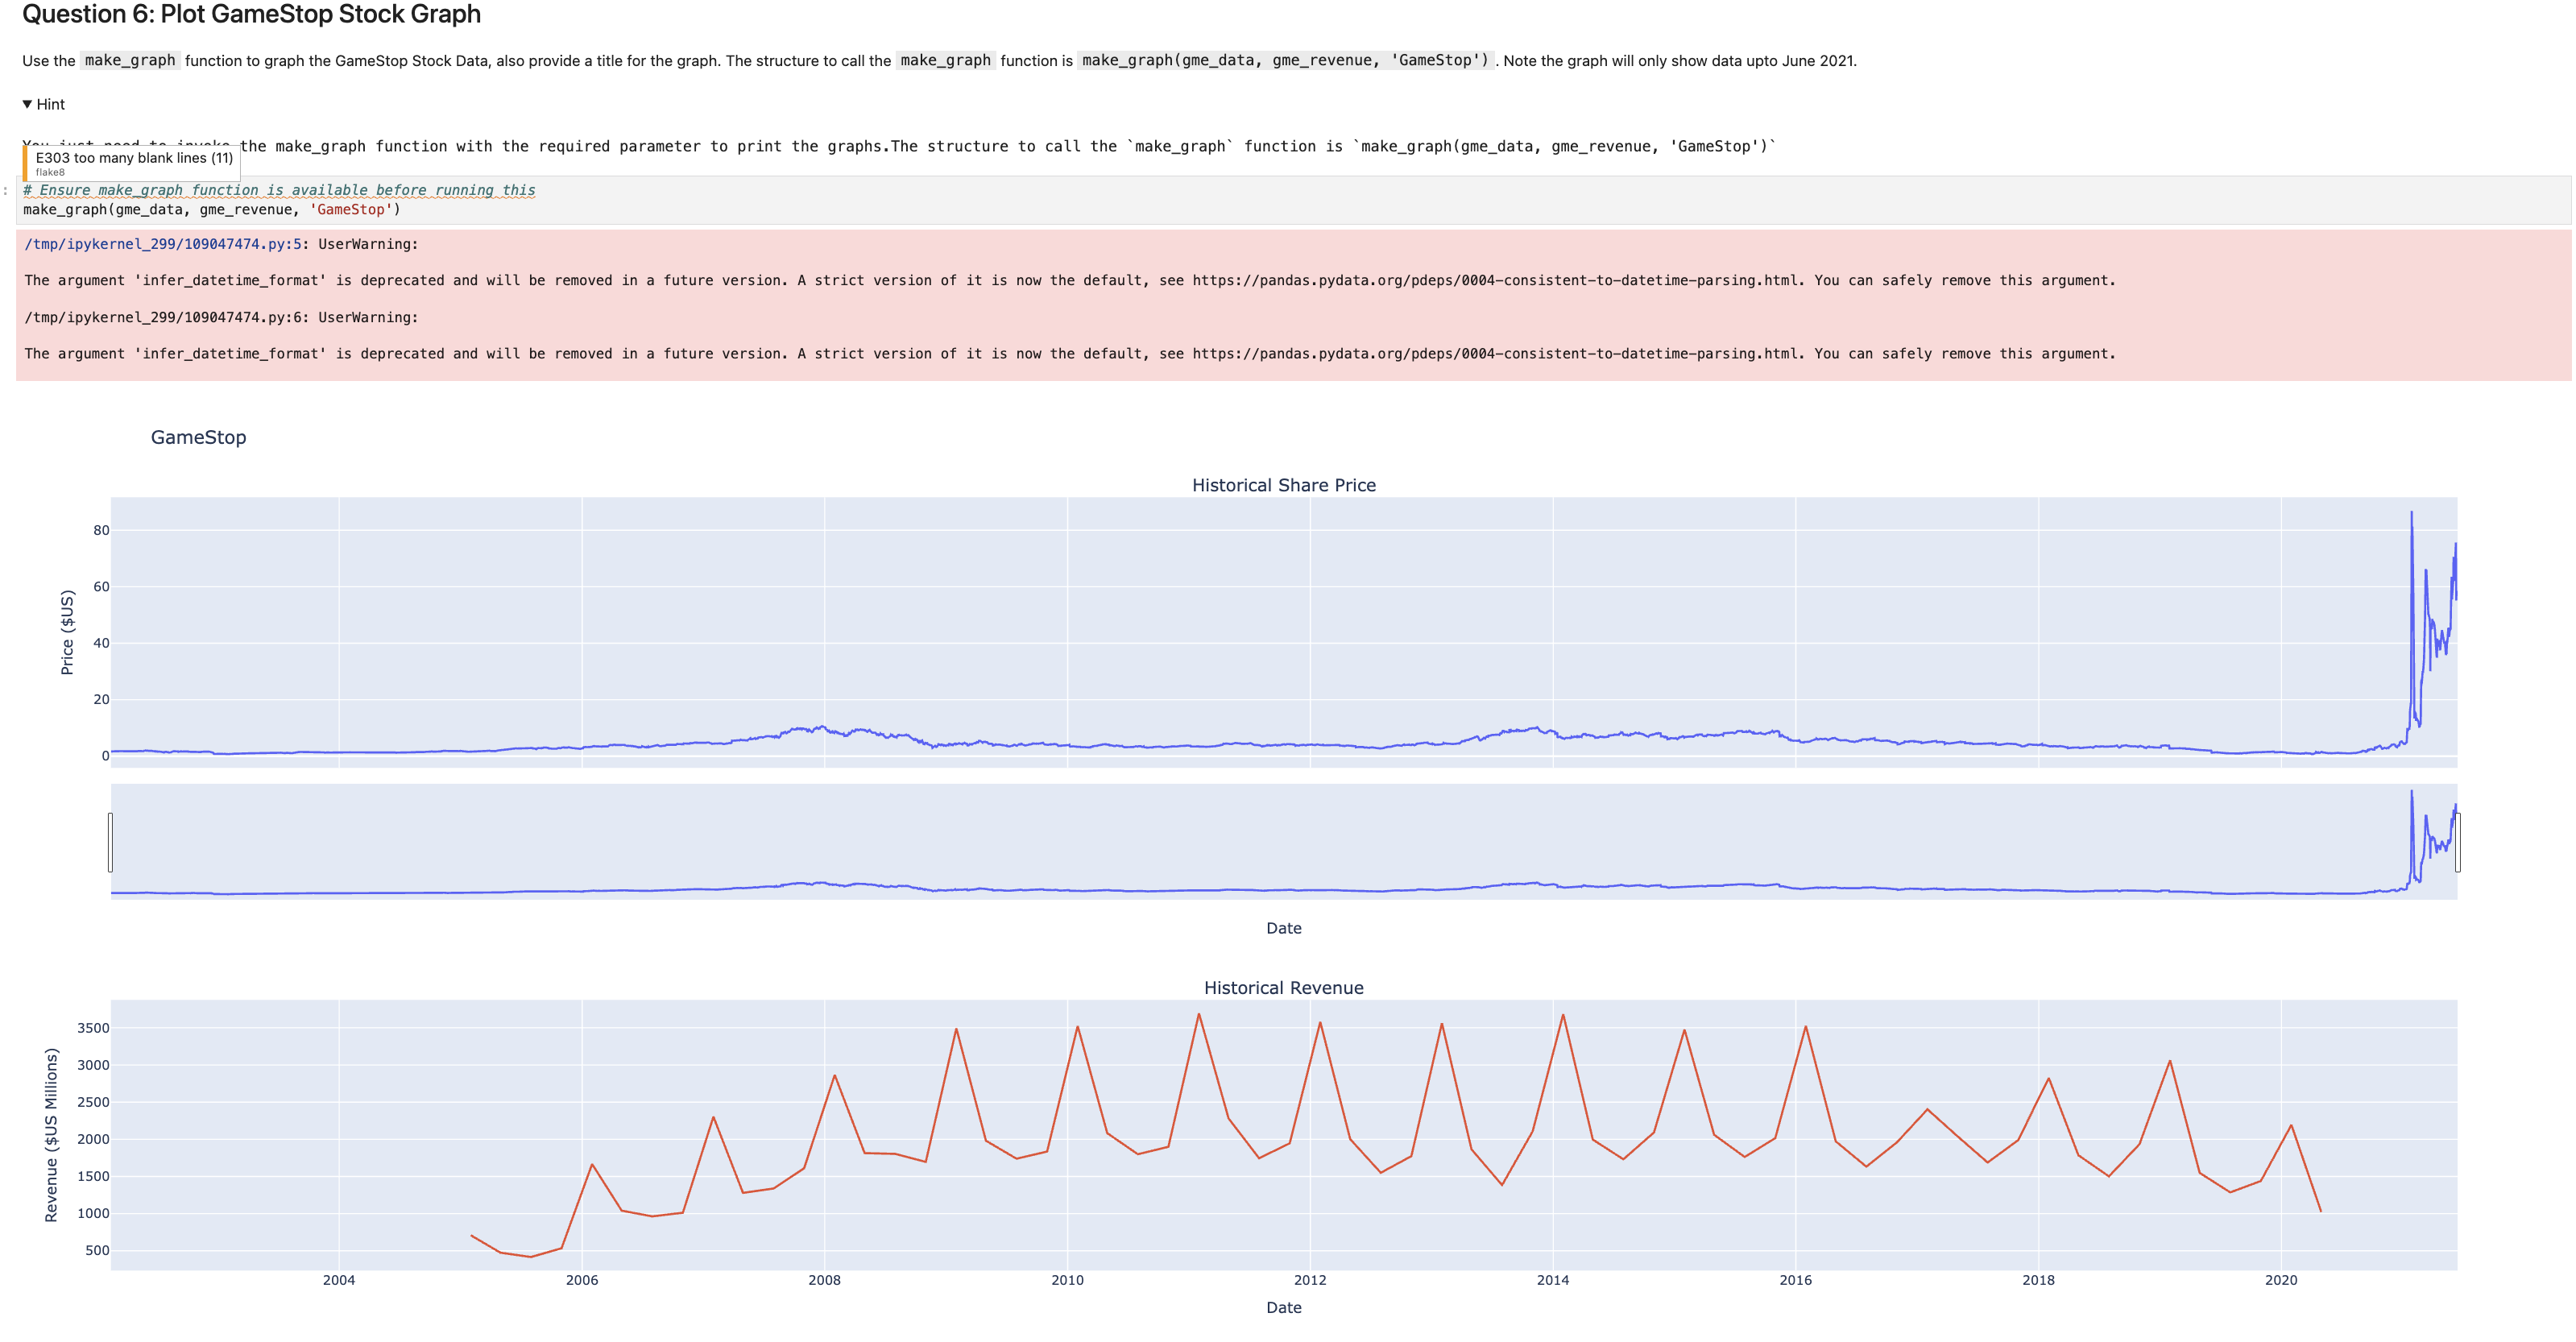 Question 6: Plot GameStop Stock Graph
Use the make_graph function to graph the GameStop Stock Data, also provide a title for the graph. The structure to call the make_graph function is make_graph(gme_data, gme_revenue, 'GameStop') . Note the graph will only show data upto June 2021.
▼ Hint
You just need to invoke the make_graph function with the required parameter to print the graphs.The structure to call the `make_graph` function is `make_graph(gme_data, gme_revenue, 'GameStop')`
E303 too many blank lines (11)
flake8
:
# Ensure make_graph function is available before running this
make_graph(gme_data, gme_revenue, 'GameStop')
/tmp/ipykernel_299/109047474.py:5: UserWarning:
The argument 'infer_datetime_format' is deprecated and will be removed in a future version. A strict version of it is now the default, see https://pandas.pydata.org/pdeps/0004-consistent-to-datetime-parsing.html. You can safely remove this argument.
/tmp/ipykernel_299/109047474.py:6: UserWarning:
The argument 'infer_datetime_format' is deprecated and will be removed in a future version. A strict version of it is now the default, see https://pandas.pydata.org/pdeps/0004-consistent-to-datetime-parsing.html. You can safely remove this argument.
GameStop
Historical Share Price
Price ($US)
80
60
40
20
0
Date
Historical Revenue
Revenue ($US Millions)
3500
3000
2500
2000
1500
1000
500
2004 2006 2008 2010 2012 2014 2016 2018 2020
Date